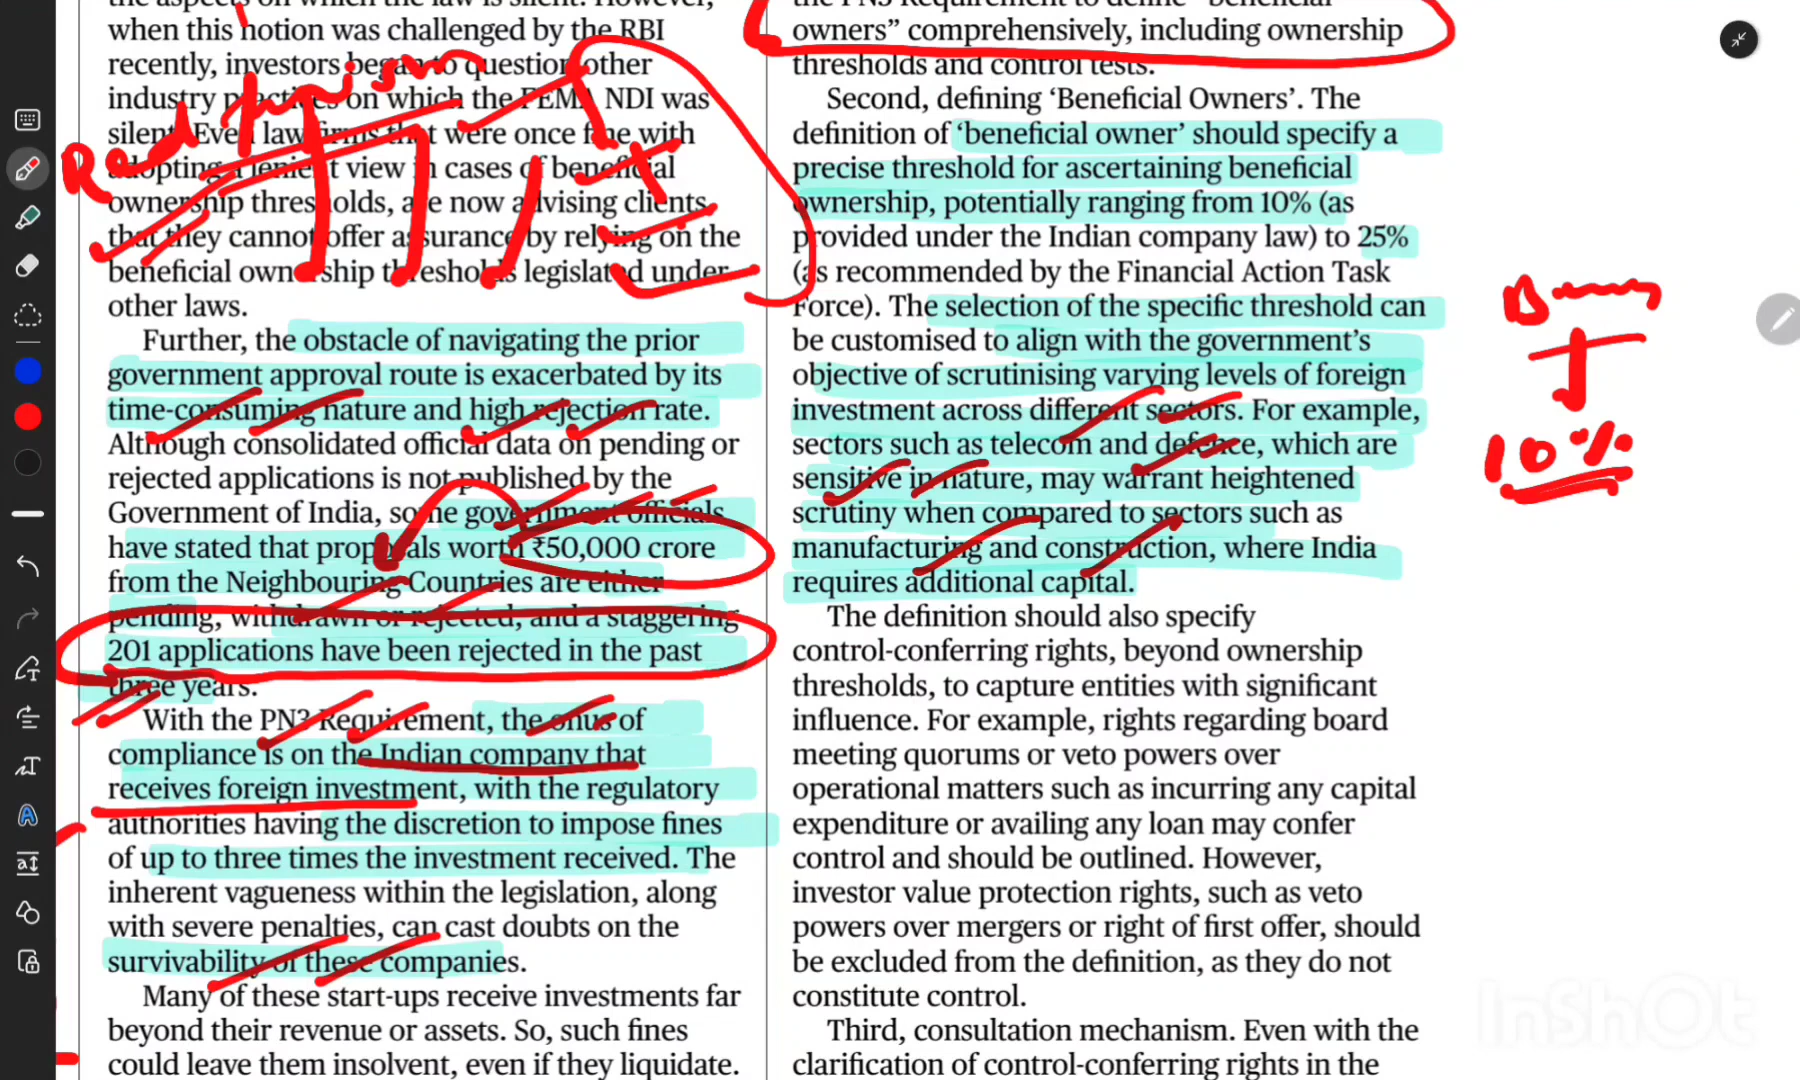 the aspects on which the law is silent. However,
when this notion was challenged by the RBI
recently, investors began to question other
industry practices on which the FEMA NDI was
silent. Even law firms that were once fine with
adopting a lenient view in cases of beneficial
ownership thresholds, are now advising clients
that they cannot offer assurance by relying on the
beneficial ownership thresholds legislated under
other laws.
Further, the obstacle of navigating the prior
government approval route is exacerbated by its
time-consuming nature and high rejection rate.
Although consolidated official data on pending or
rejected applications is not published by the
Government of India, some government officials
have stated that proposals worth ₹50,000 crore
from the Neighbouring Countries are either
pending, withdrawn or rejected, and a staggering
201 applications have been rejected in the past
three years.
With the PN3 Requirement, the onus of
compliance is on the Indian company that
receives foreign investment, with the regulatory
authorities having the discretion to impose fines
of up to three times the investment received. The
inherent vagueness within the legislation, along
with severe penalties, can cast doubts on the
survivability of these companies.
Many of these start-ups receive investments far
beyond their revenue or assets. So, such fines
could leave them insolvent, even if they liquidate.
the PN3 Requirement to define “beneficial
owners” comprehensively, including ownership
thresholds and control tests.
Second, defining ‘Beneficial Owners’. The
definition of ‘beneficial owner’ should specify a
precise threshold for ascertaining beneficial
ownership, potentially ranging from 10% (as
provided under the Indian company law) to 25%
(as recommended by the Financial Action Task
Force). The selection of the specific threshold can
be customised to align with the government’s
objective of scrutinising varying levels of foreign
investment across different sectors. For example,
sectors such as telecom and defence, which are
sensitive in nature, may warrant heightened
scrutiny when compared to sectors such as
manufacturing and construction, where India
requires additional capital.
The definition should also specify
control-conferring rights, beyond ownership
thresholds, to capture entities with significant
influence. For example, rights regarding board
meeting quorums or veto powers over
operational matters such as incurring any capital
expenditure or availing any loan may confer
control and should be outlined. However,
investor value protection rights, such as veto
powers over mergers or right of first offer, should
be excluded from the definition, as they do not
constitute control.
Third, consultation mechanism. Even with the
clarification of control-conferring rights in the
10%
InShOt